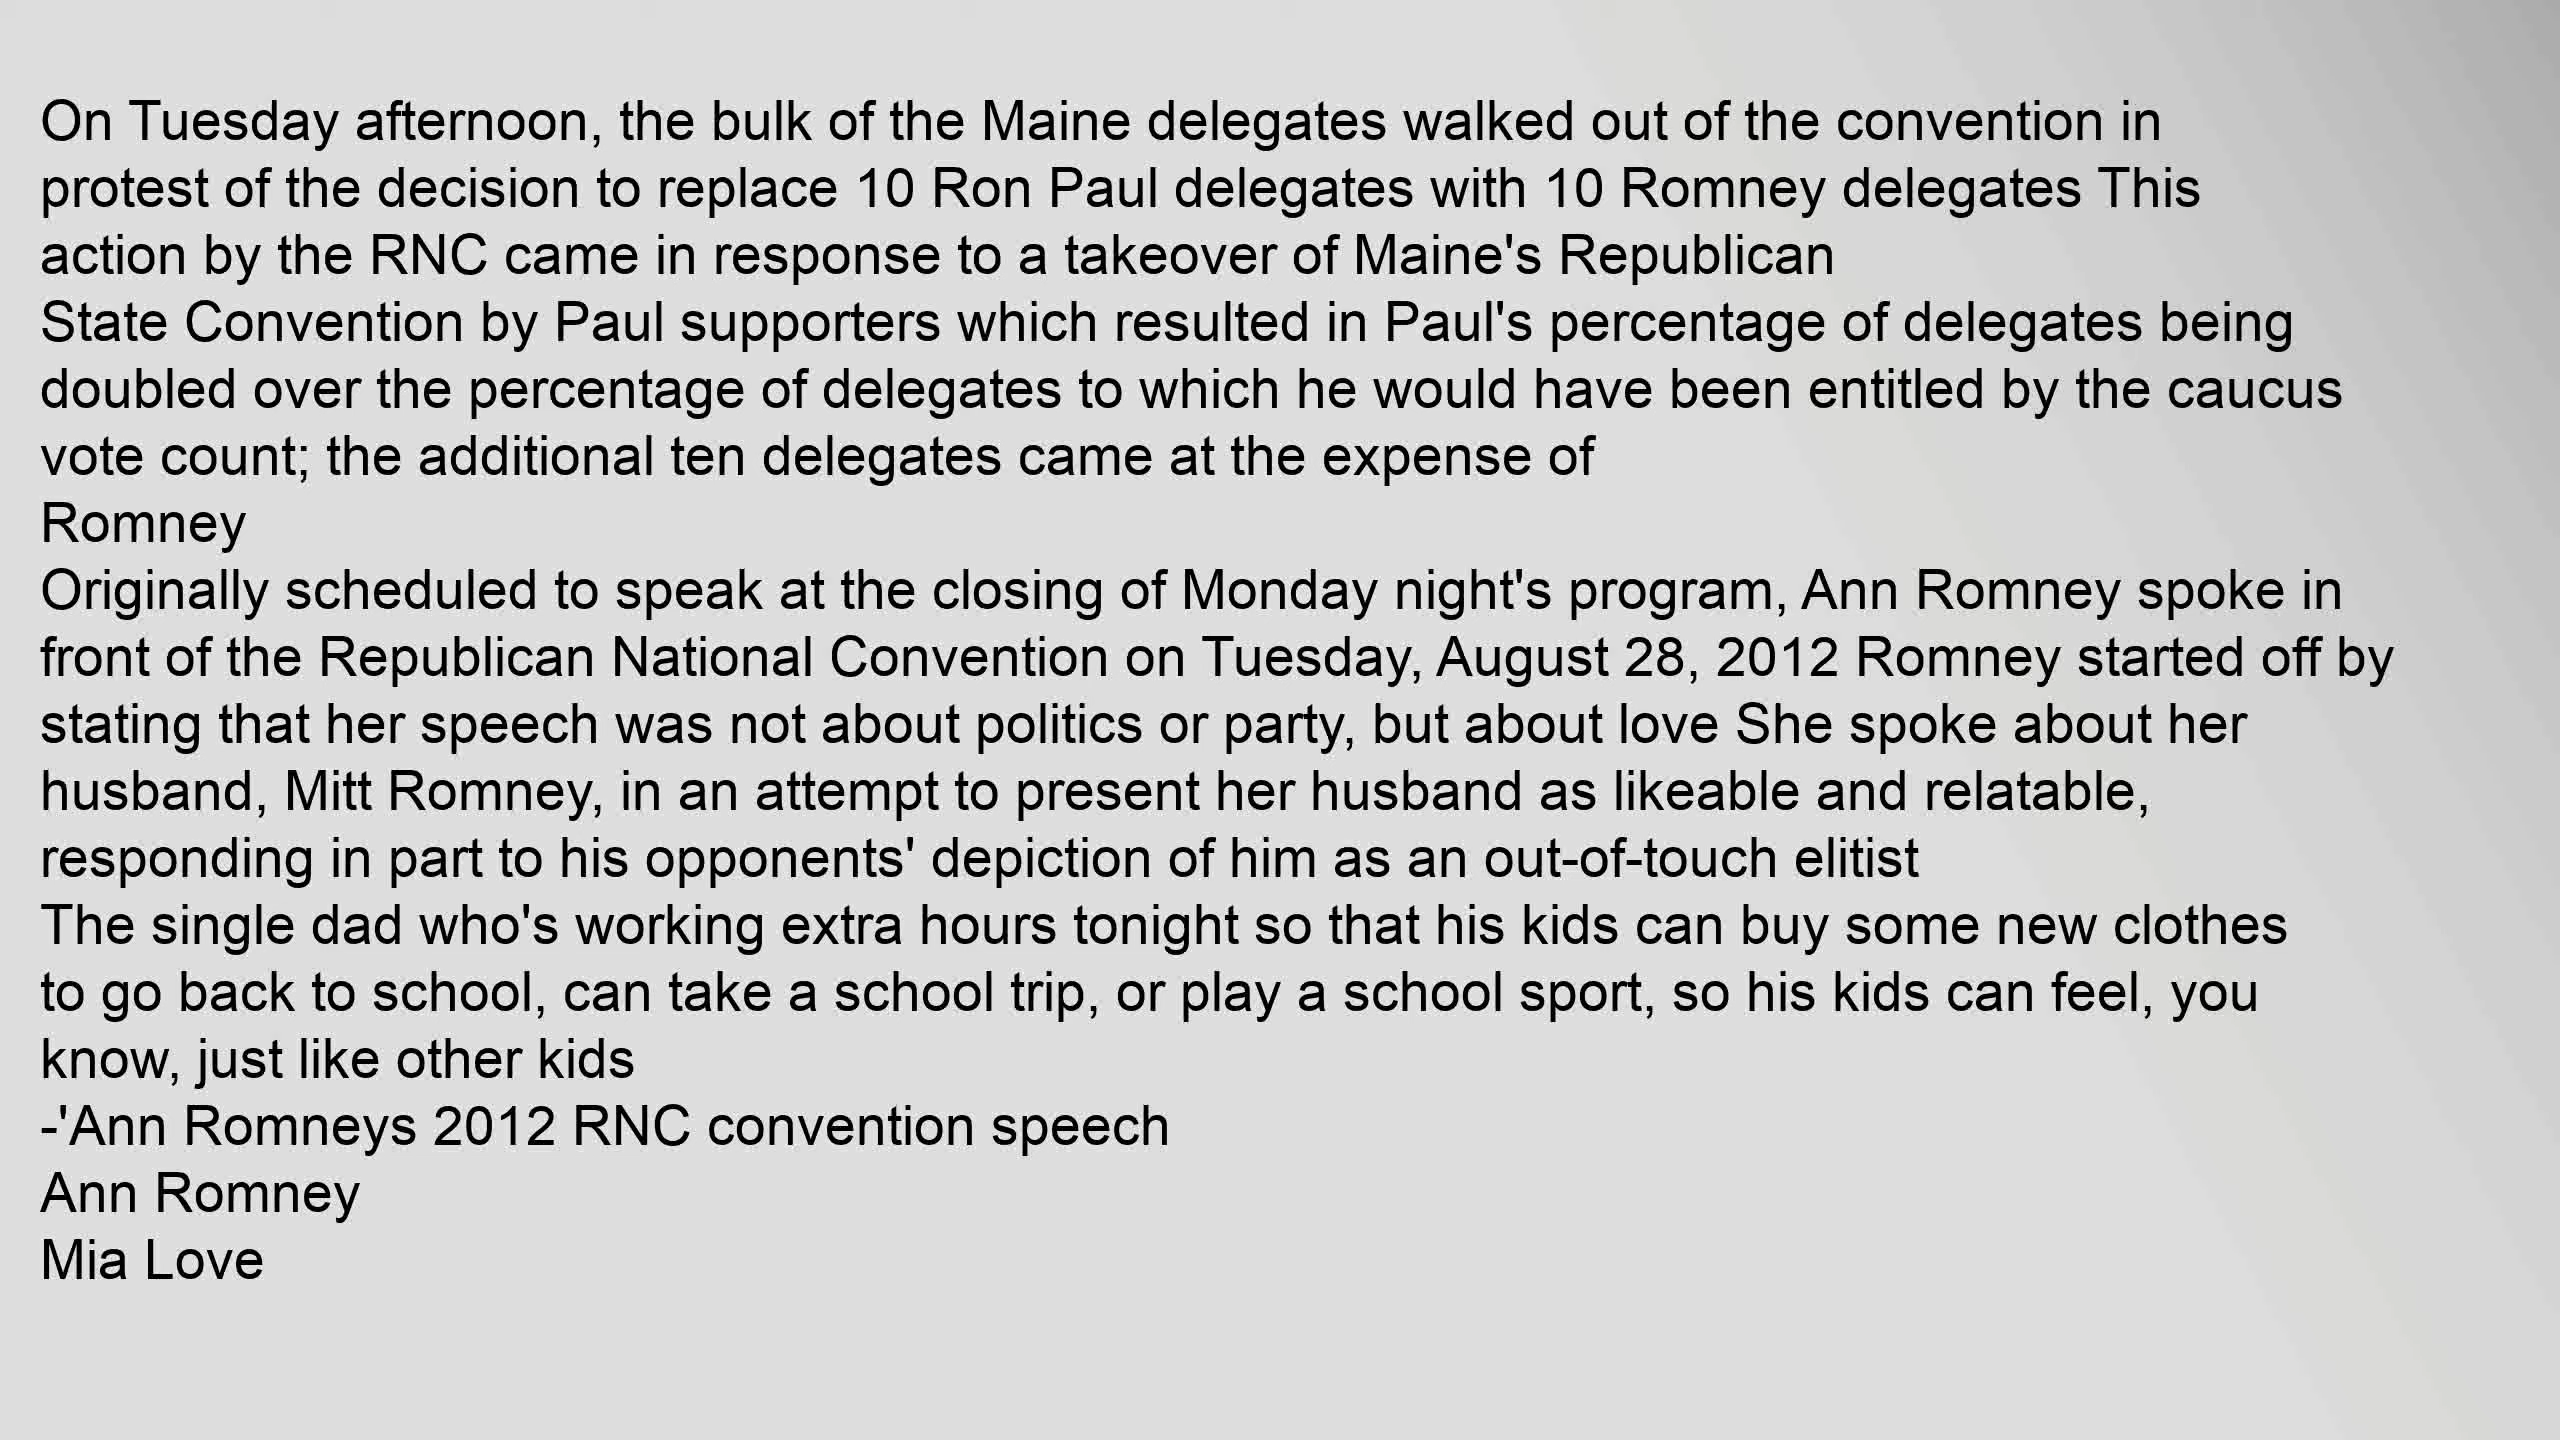 On Tuesday afternoon, the bulk of the Maine delegates walked out of the convention in
protest of the decision to replace 10 Ron Paul delegates with 10 Romney delegates This
action by the RNC came in response to a takeover of Maine's Republican
State Convention by Paul supporters which resulted in Paul's percentage of delegates being
doubled over the percentage of delegates to which he would have been entitled by the caucus
vote count; the additional ten delegates came at the expense of
Romney
Originally scheduled to speak at the closing of Monday night's program, Ann Romney spoke in
front of the Republican National Convention on Tuesday, August 28, 2012 Romney started off by
stating that her speech was not about politics or party, but about love She spoke about her
husband, Mitt Romney, in an attempt to present her husband as likeable and relatable,
responding in part to his opponents' depiction of him as an out-of-touch elitist
The single dad who's working extra hours tonight so that his kids can buy some new clothes
to go back to school, can take a school trip, or play a school sport, so his kids can feel, you
know, just like other kids
-'Ann Romneys 2012 RNC convention speech
Ann Romney
Mia Love